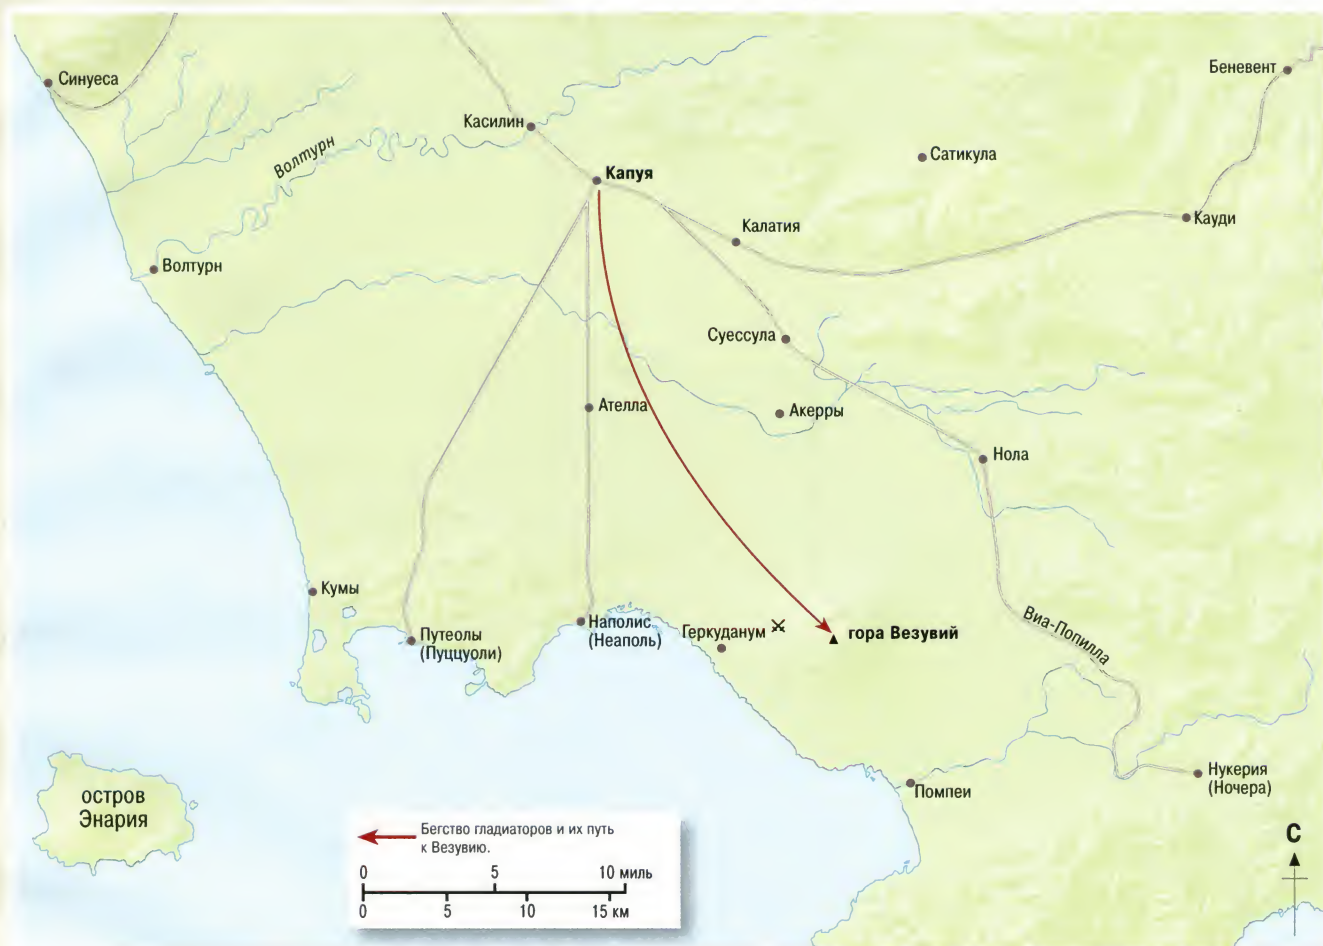 Синуеса
Беневент
Касилин
Волтурн
Сатикула
Капуя
Кауди
Калатия
Волтурн
Суессула
Ателла
Акерры
Нола
Кумы
Виа-Попилла
Наполис
(Неаполь)
Геркуданум
гора Везувий
Путеолы
(Пуццуоли)
Нукерия
(Ночера)
Помпеи
остров
Энария
Бегство гладиаторов и их путь
к Везувию.
0 5 10 миль
0 5 10 15 км
С